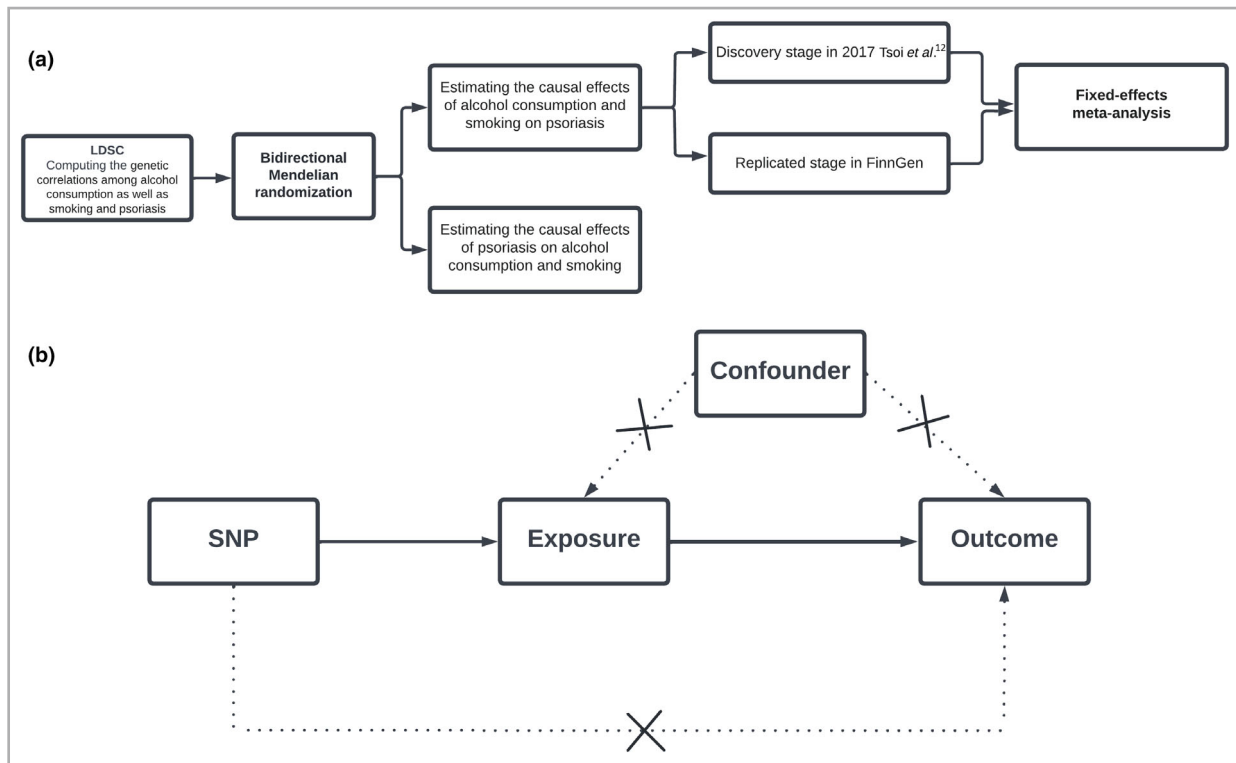 (a)
LDSC
Computing the genetic
correlations among alcohol
consumption as well as
smoking and psoriasis
Bidirectional
Mendelian
randomization
Estimating the causal effects
of alcohol consumption and
smoking on psoriasis
Estimating the causal effects
of psoriasis on alcohol
consumption and smoking
Discovery stage in 2017 Tsoi et al.12
Replicated stage in FinnGen
Fixed-effects
meta-analysis
(b)
Confounder
SNP
Exposure
Outcome